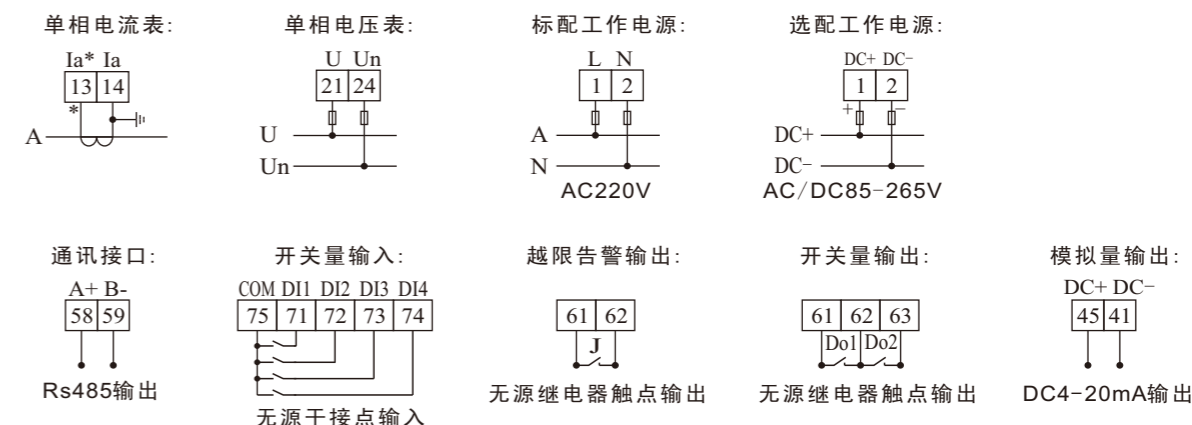 单相电流表:
Ia* Ia
13 14
*
A
单相电压表:
U Un
21 24
U
Un
标配工作电源:
L N
1 2
A
N
AC220V
选配工作电源:
DC+ DC-
1 2
+ -
DC+
DC-
AC/DC85-265V
通讯接口:
A+ B-
58 59
Rs485输出
开关量输入:
COM DI1 DI2 DI3 DI4
75 71 72 73 74
无源干接点输入
越限告警输出:
61 62
J
无源继电器触点输出
开关量输出:
61 62 63
Do1 Do2
无源继电器触点输出
模拟量输出:
DC+ DC-
45 41
DC4-20mA输出